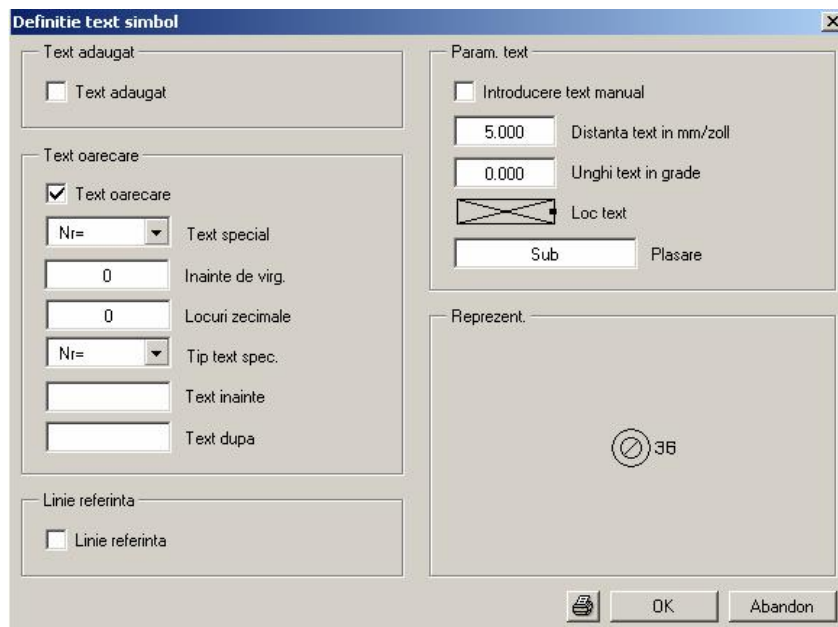 Definitie text simbol
Text adaugat
Text adaugat
Text oarecare
Text oarecare
Nr= Text special
0 Inainte de virg.
0 Locuri zecimale
Nr= Tip text spec.
Text inainte
Text dupa
Linie referinta
Linie referinta
Param. text
Introducere text manual
5.000 Distanta text in mm/zoll
0.000 Unghi text in grade
Loc text
Sub Plasare
Reprezent.
36
OK Abandon